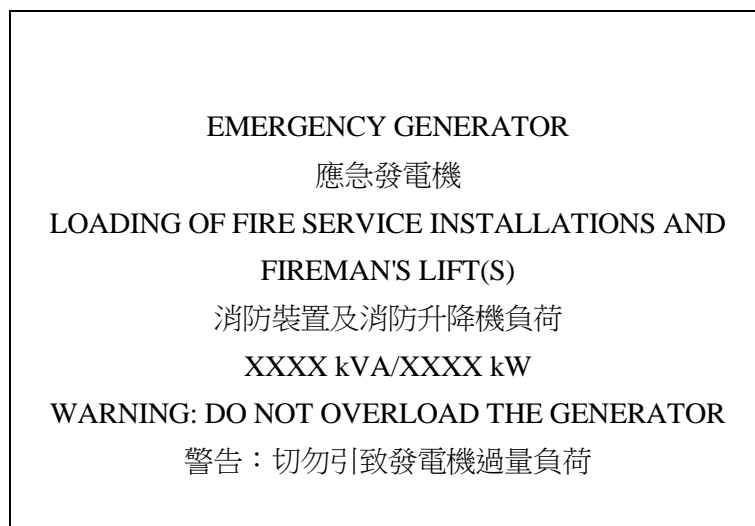 EMERGENCY GENERATOR
應急發電機
LOADING OF FIRE SERVICE INSTALLATIONS AND
FIREMAN'S LIFT(S)
消防裝置及消防升降機負荷
XXXX kVA/XXXX kW
WARNING: DO NOT OVERLOAD THE GENERATOR
警告：切勿引致發電機過量負荷